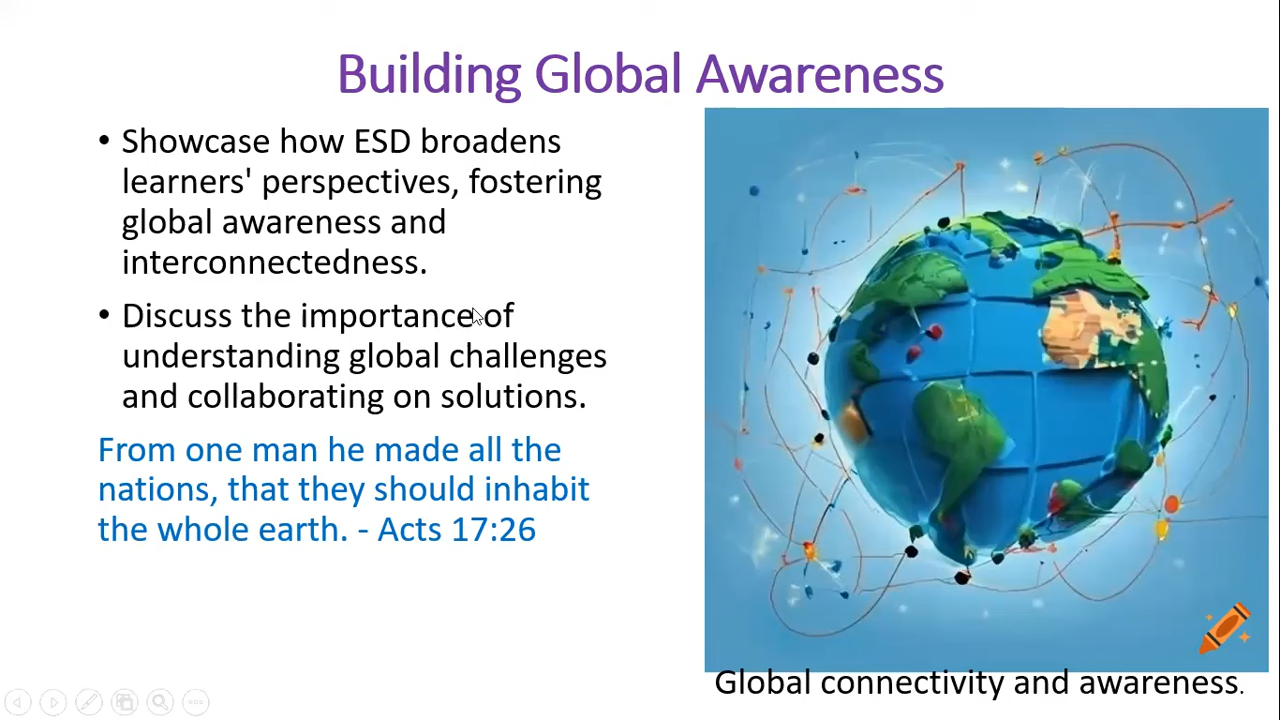 Building Global Awareness
• Showcase how ESD broadens
learners' perspectives, fostering
global awareness and
interconnectedness.
• Discuss the importance of
understanding global challenges
and collaborating on solutions.
From one man he made all the
nations, that they should inhabit
the whole earth. - Acts 17:26
Global connectivity and awareness.